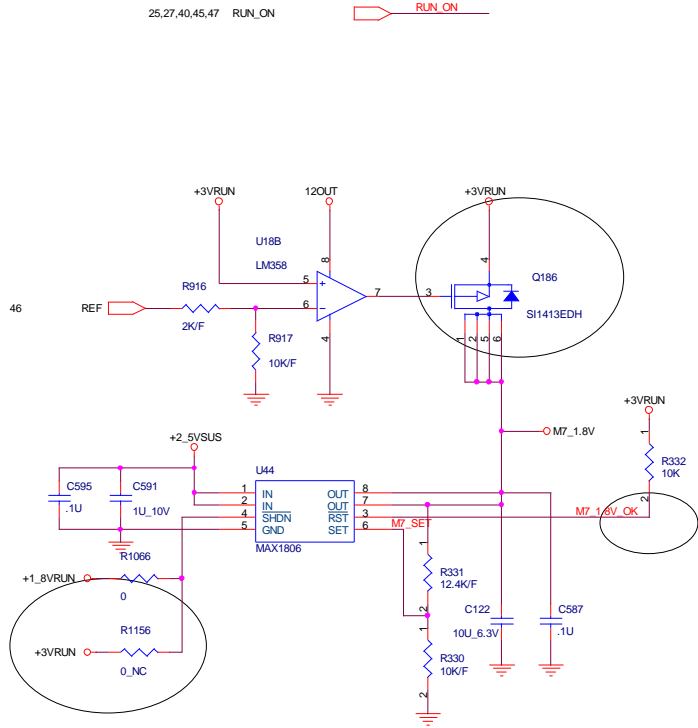 25,27,40,45,47 RUN_ON RUN_ON
+3VRUN 12OUT +3VRUN
U18B
LM358
8
4
Q186
R916
5 +
7
3
46 REF
6 -
2K/F
SI1413EDH
R917
10K/F
4
1 2 5 6
+3VRUN
+2_5VSUS
M7_1.8V
1
R332
10K
2
U44
C595
.1U
C591
1U_10V
1 IN OUT 8
2 IN OUT 7
4 SHDN RST 3
5 GND SET 6
MAX1806
M7_1.8V_OK
M7_SET
R1066
1
R331
12.4K/F
2
+1_8VRUN
0
R1156
+3VRUN
0_NC
1
R330
10K/F
2
C122
10U_6.3V
C587
.1U